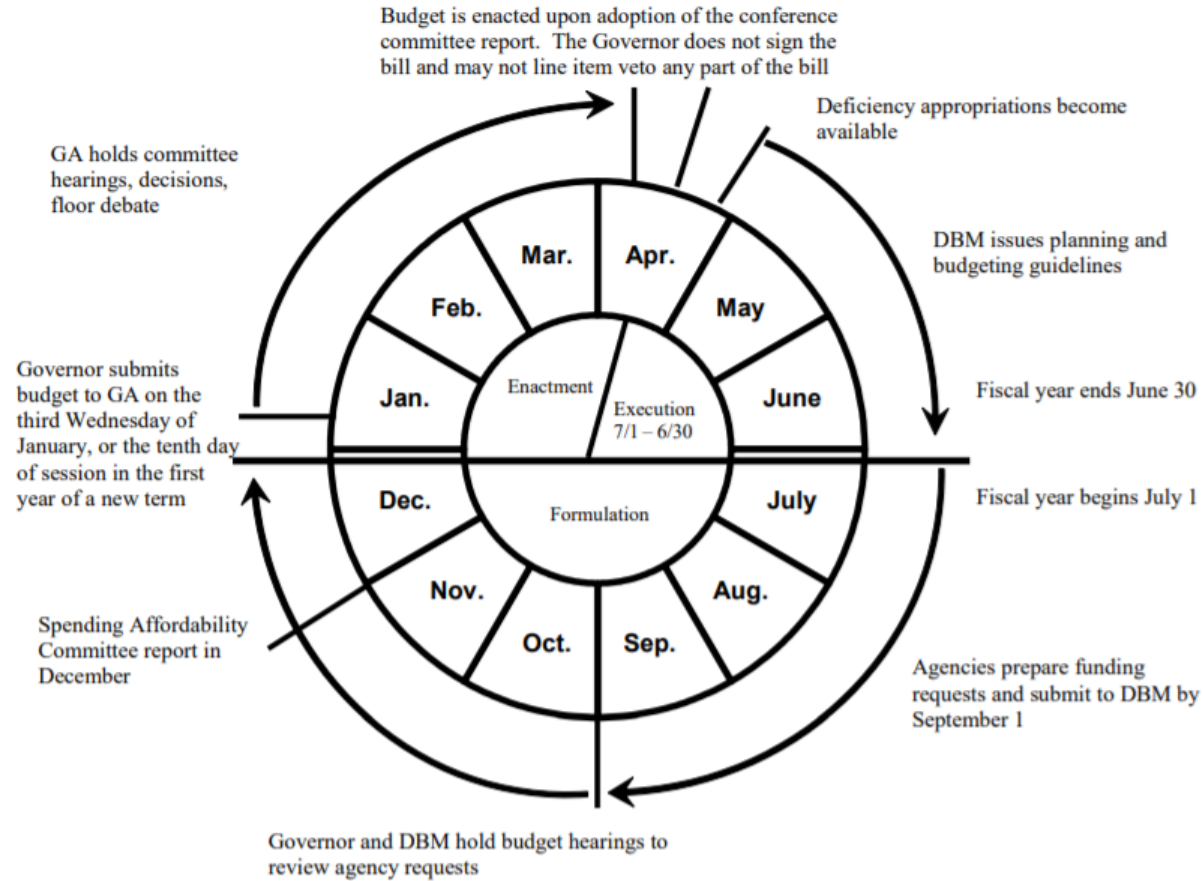 Budget is enacted upon adoption of the conference
committee report. The Governor does not sign the
bill and may not line item veto any part of the bill
Deficiency appropriations become
available
GA holds committee
hearings, decisions,
floor debate
DBM issues planning and
budgeting guidelines
Mar.
Apr.
Feb.
May
Jan.
June
Enactment
Execution
7/1 – 6/30
Governor submits
budget to GA on the
third Wednesday of
January, or the tenth day
of session in the first
year of a new term
Fiscal year ends June 30
Fiscal year begins July 1
Dec.
July
Formulation
Nov.
Aug.
Oct.
Sep.
Spending Affordability
Committee report in
December
Agencies prepare funding
requests and submit to DBM by
September 1
Governor and DBM hold budget hearings to
review agency requests